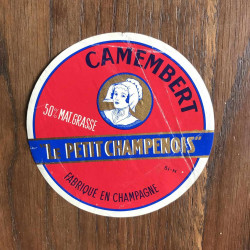 CAMEMBERT
50% MAT. GRASSE
LE PETIT CHAMPENOIS
FABRIQUÉ EN CHAMPAGNE